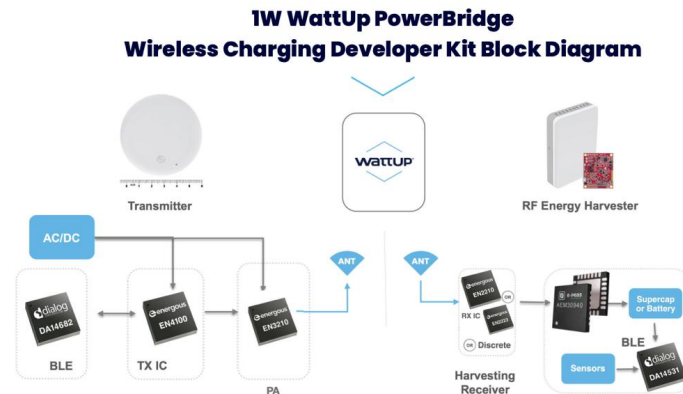 1W WattUp PowerBridge
Wireless Charging Developer Kit Block Diagram
WattUP
Transmitter
RF Energy Harvester
AC/DC
ANT
ANT
dialog
DA14682
energous
EN4100
energous
EN3210
energous
EN2210
RX IC
OR
energous
OR Discrete
e-peas
AEM30940
Supercap
or Battery
BLE
TX IC
PA
Harvesting
Receiver
Sensors
BLE
dialog
DA14531